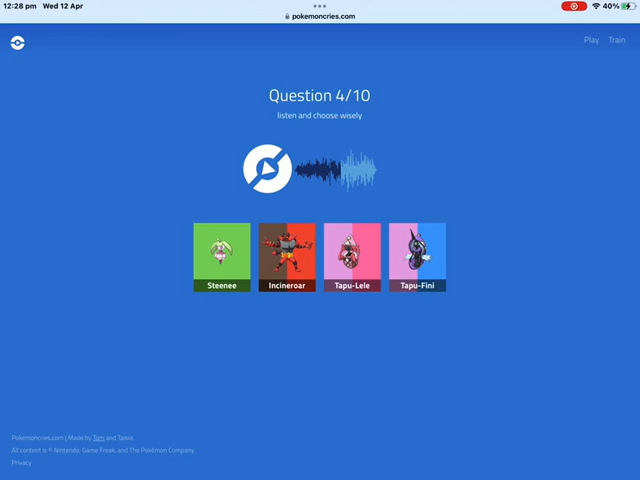 12:28 pm Wed 12 Apr
40%
pokemoncries.com
Play Train
Question 4/10
listen and choose wisely
Steenee Incineroar Tapu-Lele Tapu-Fini
Pokemoncries.com | Made by Tom and Taisia.
All content is © Nintendo, Game Freak, and The Pokémon Company.
Privacy